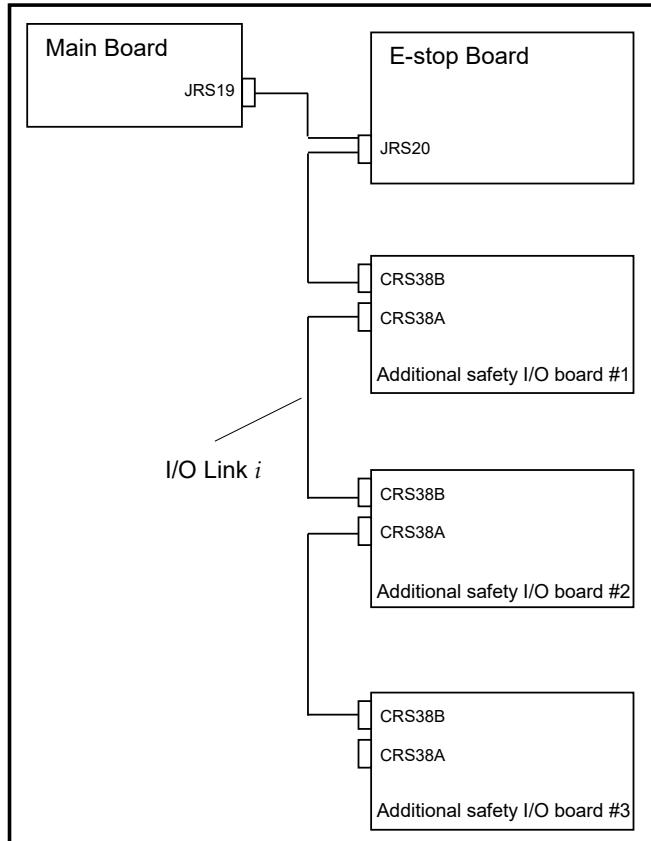 Main Board
JRS19
E-stop Board
JRS20
CRS38B
CRS38A
Additional safety I/O board #1
I/O Link i
CRS38B
CRS38A
Additional safety I/O board #2
CRS38B
CRS38A
Additional safety I/O board #3